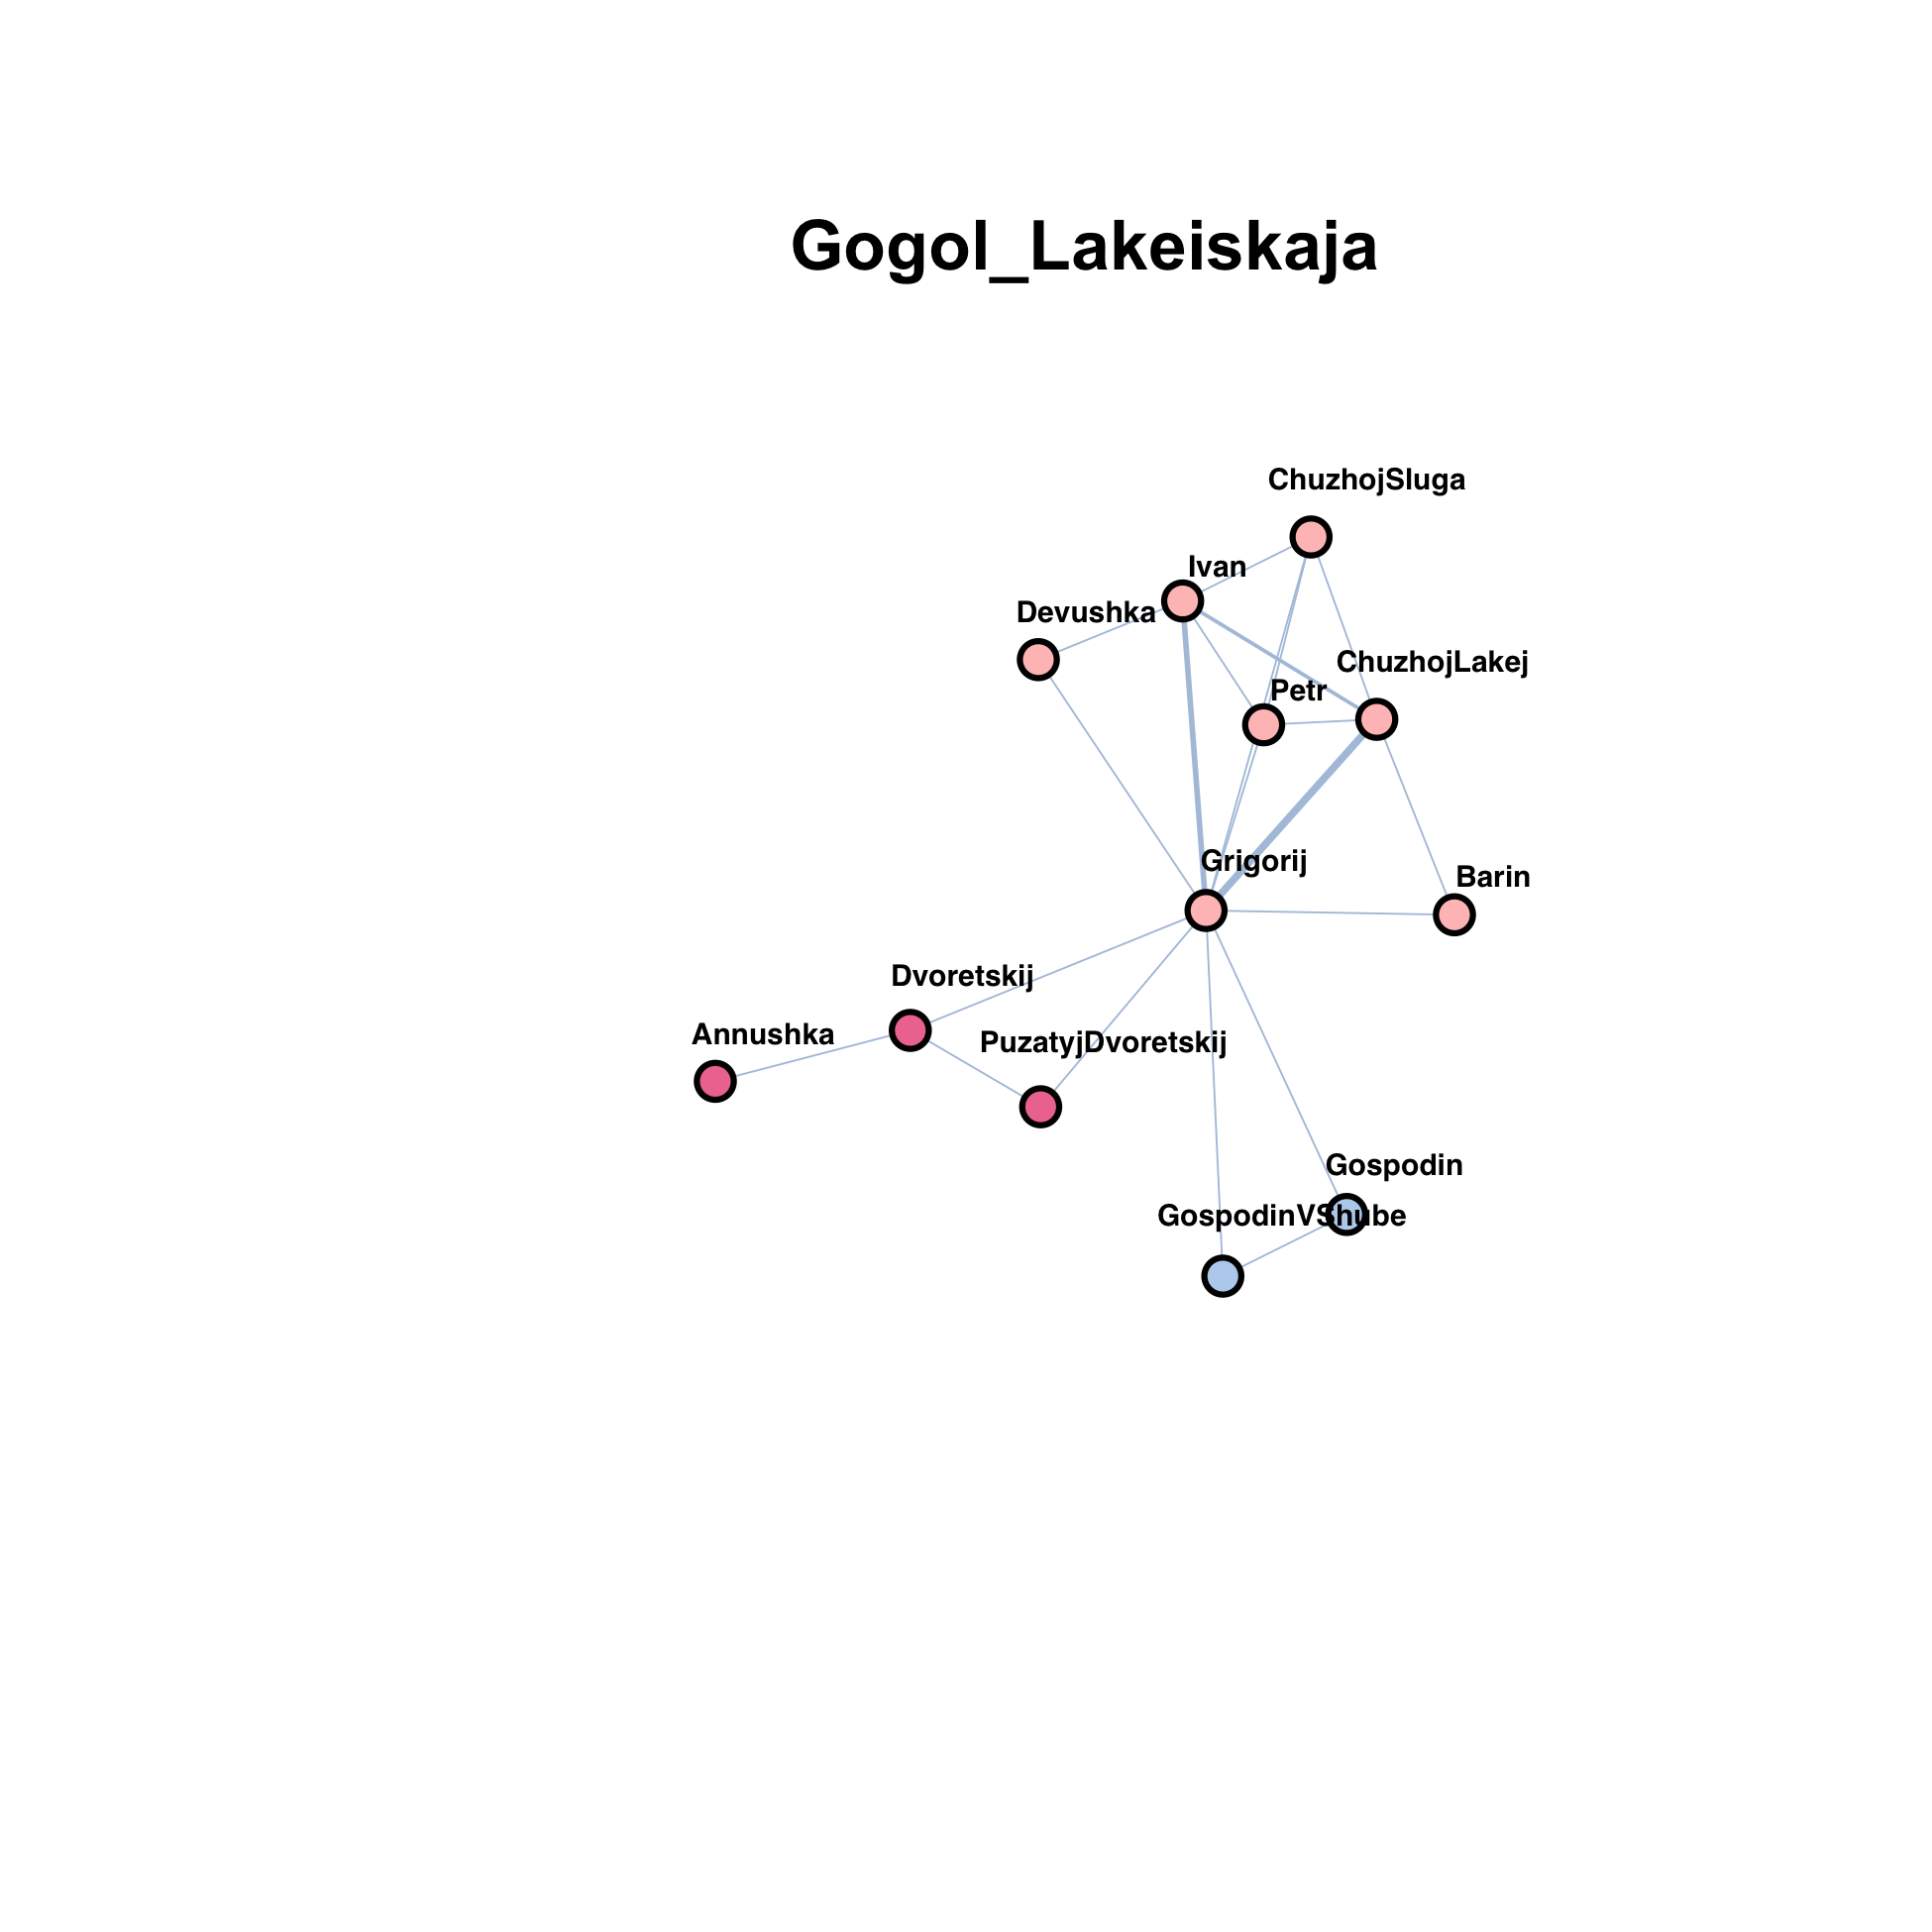 Gogol_Lakeiskaja
ChuzhojSluga
Ivan
Devushka
ChuzhojLakej
Petr
Grigorij
Barin
Dvoretskij
Annushka
PuzatyjDvoretskij
Gospodin
GospodinVShube